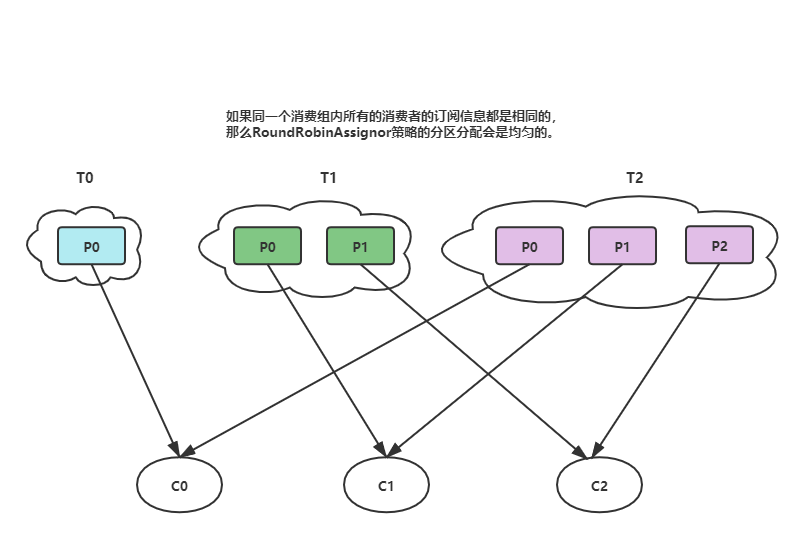 如果同一个消费组内所有的消费者的订阅信息都是相同的，
那么RoundRobinAssignor策略的分区分配会是均匀的。
T0
T1
T2
P0
P0
P1
P0
P1
P2
C0
C1
C2